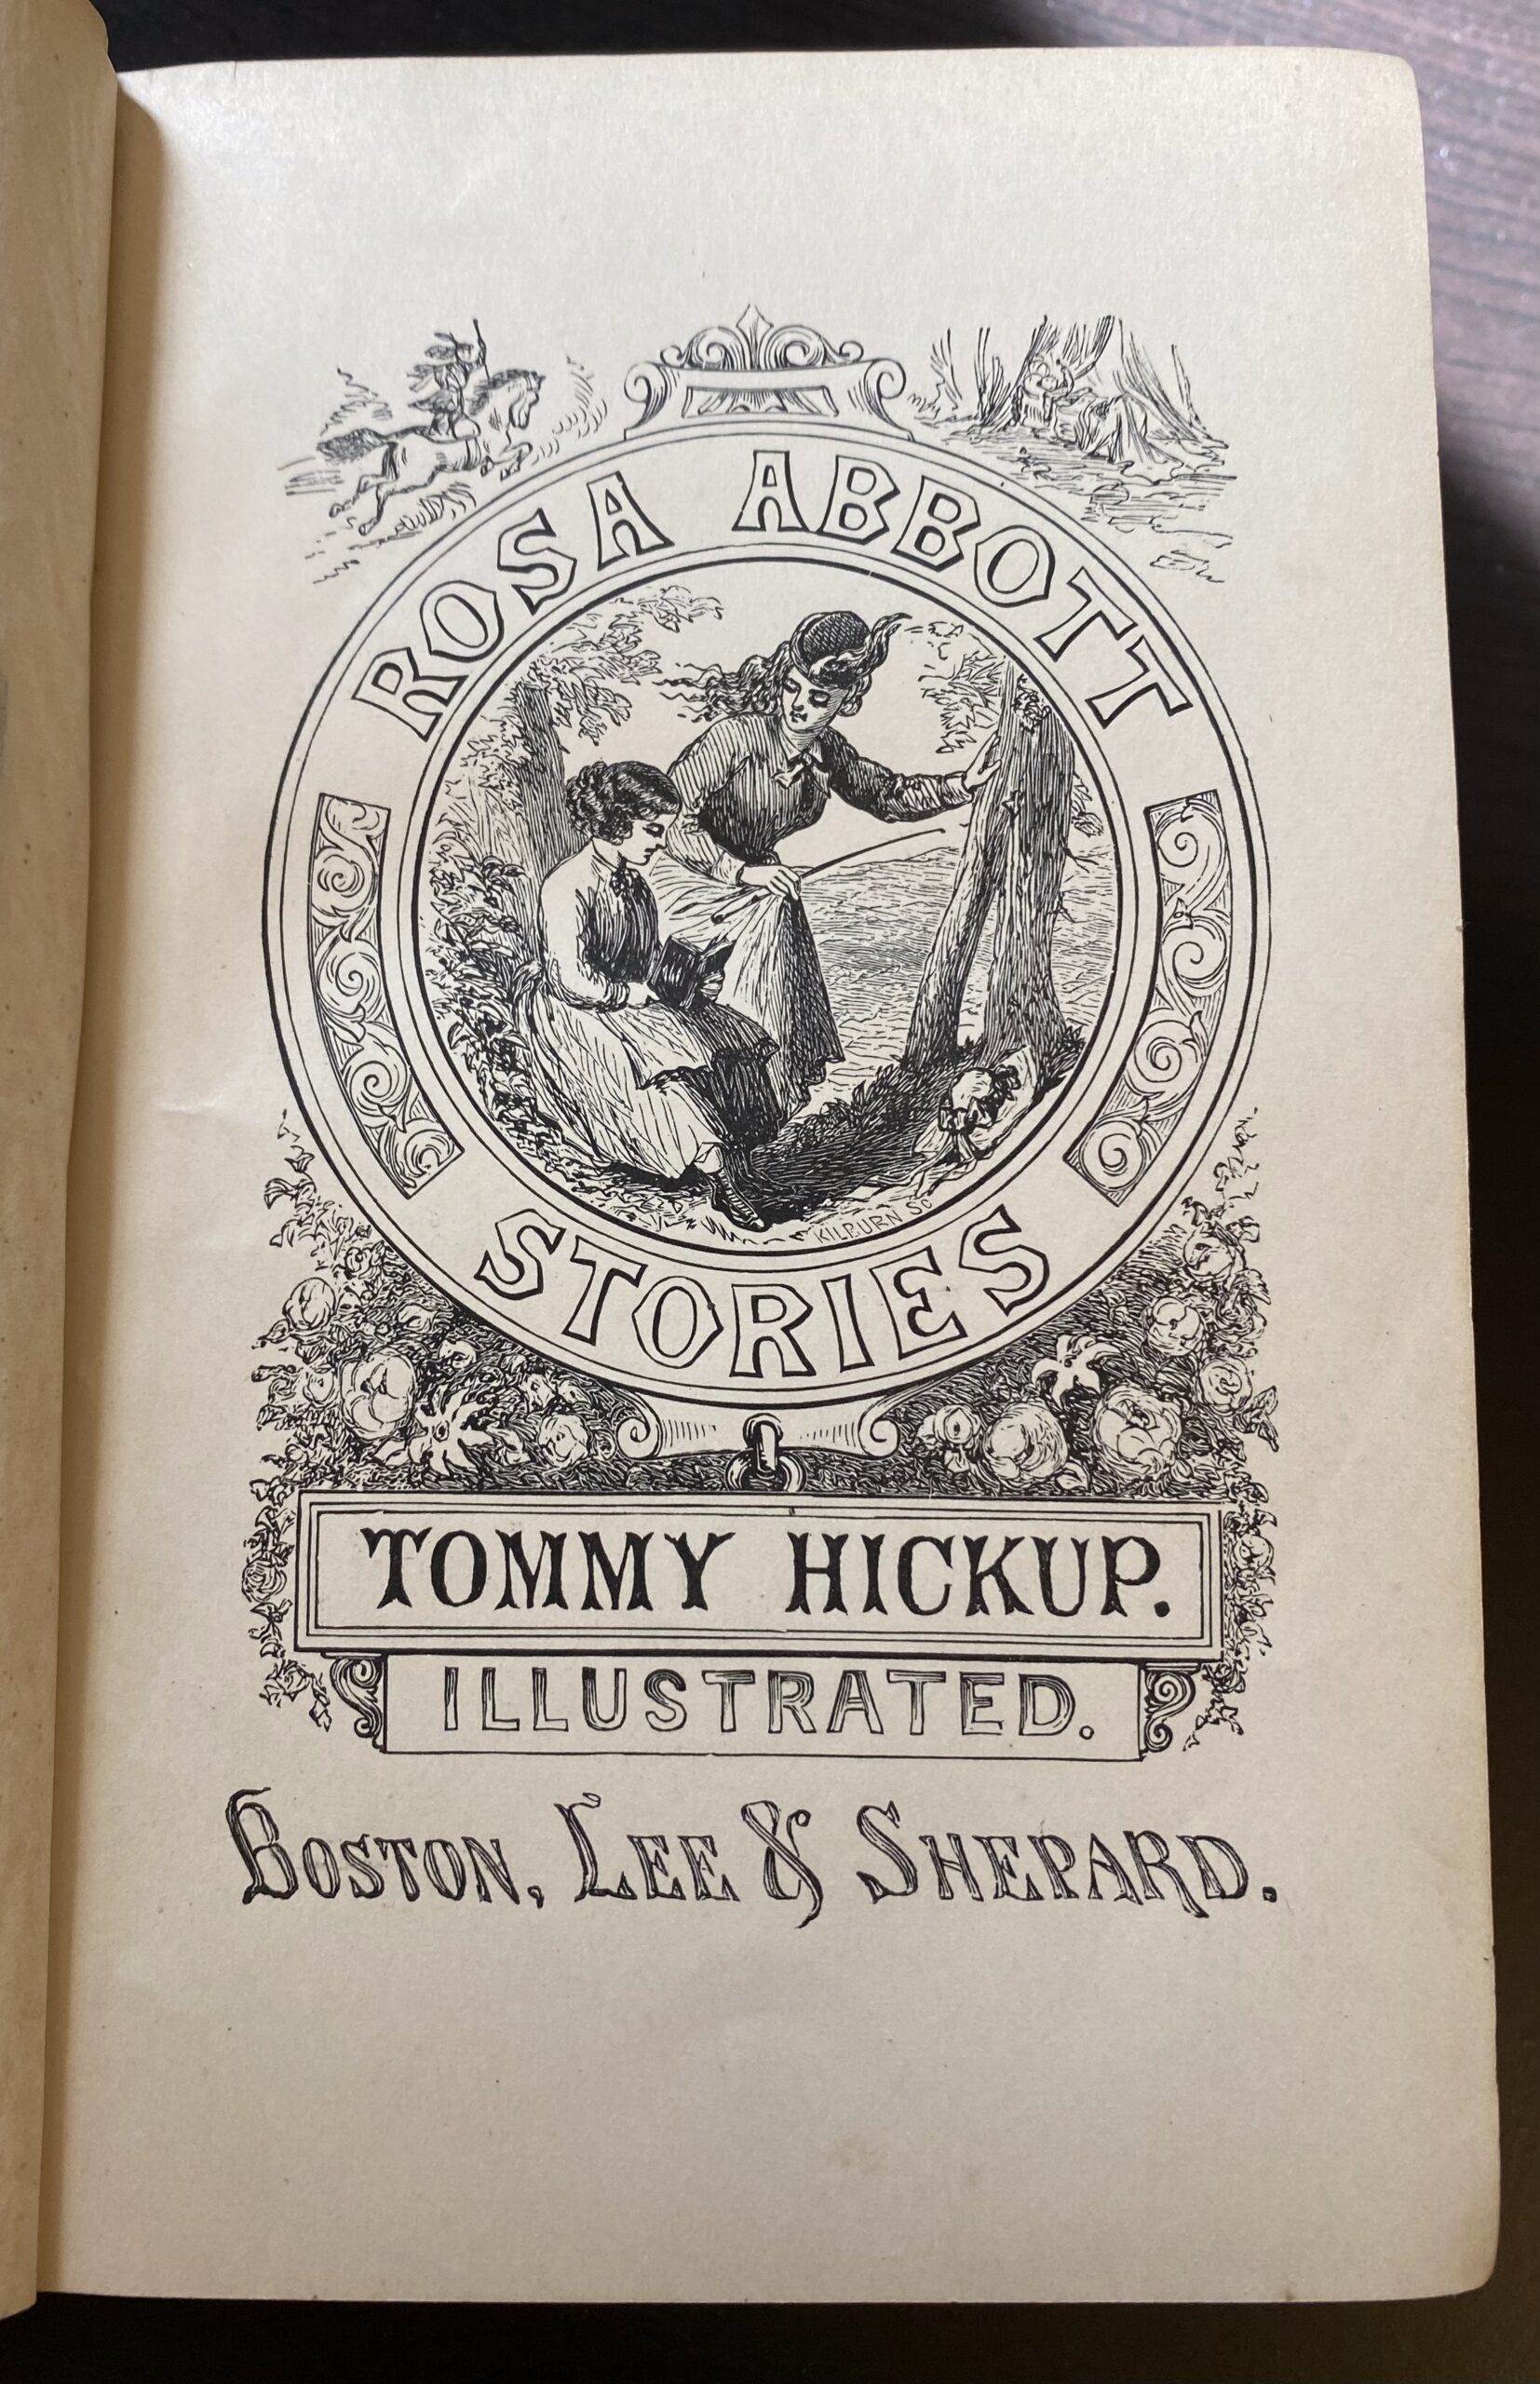 ROSA ABBOTT
KILBURN SC
STORIES
TOMMY HICKUP.
ILLUSTRATED.
BOSTON, LEE & SHEPARD.